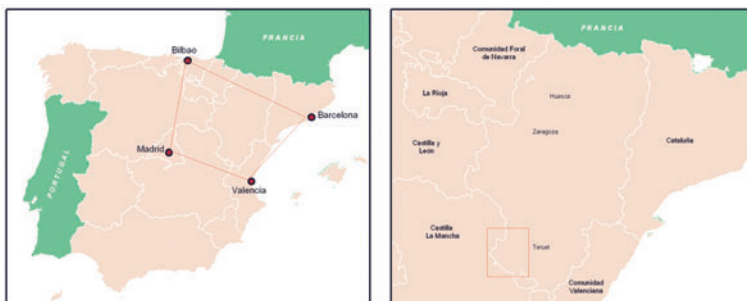 FRANCIA
Bilbao
Barcelona
Madrid
Valencia
PORTUGAL
FRANCIA
Comunidad Foral
de Navarra
La Rioja
Huesca
Zaragoza
Castilla y
León
Cataluña
Castilla
La Mancha
Teruel
Comunidad
Valenciana